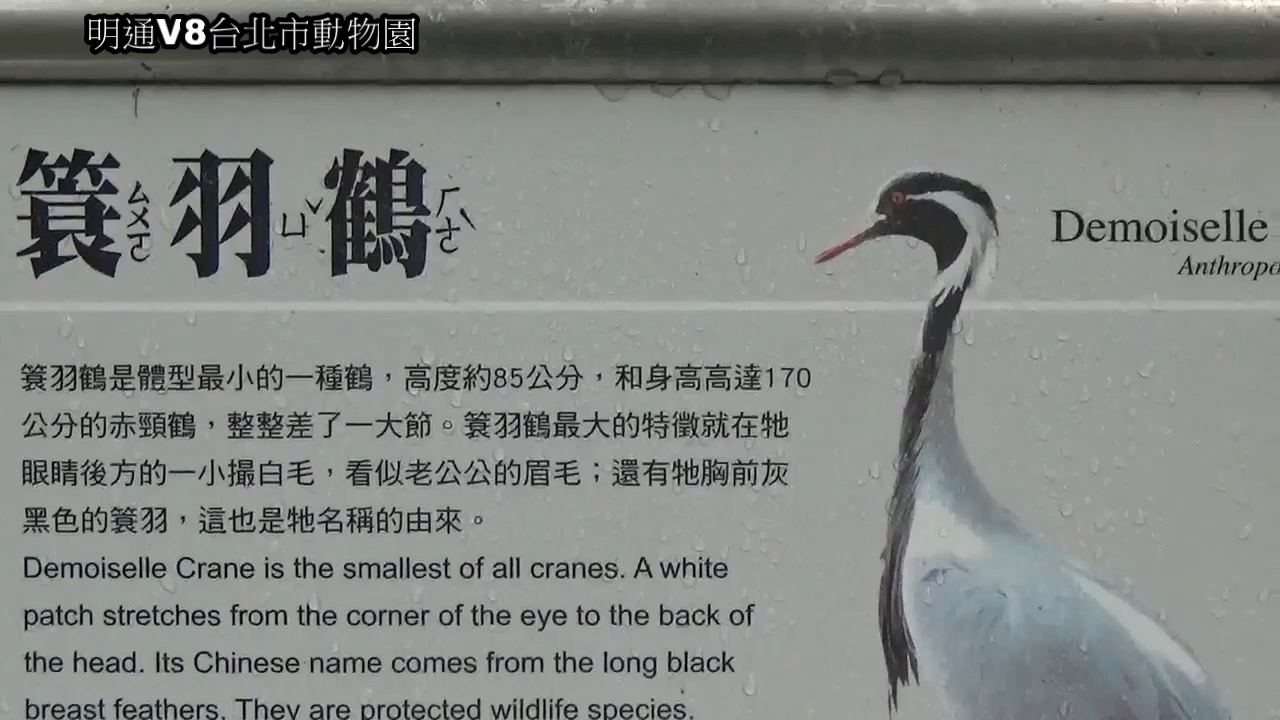 明通V8台北市動物園
簑ㄙㄨㄛ羽ㄩˇ鶴ㄏㄜˋ
Demoiselle
Anthropo
簑羽鶴是體型最小的一種鶴，高度約85公分，和身高高達170
公分的赤頸鶴，整整差了一大節。簑羽鶴最大的特徵就在牠
眼睛後方的一小撮白毛，看似老公公的眉毛；還有牠胸前灰
黑色的簑羽，這也是牠名稱的由來。
Demoiselle Crane is the smallest of all cranes. A white
patch stretches from the corner of the eye to the back of
the head. Its Chinese name comes from the long black
breast feathers. They are protected wildlife species.